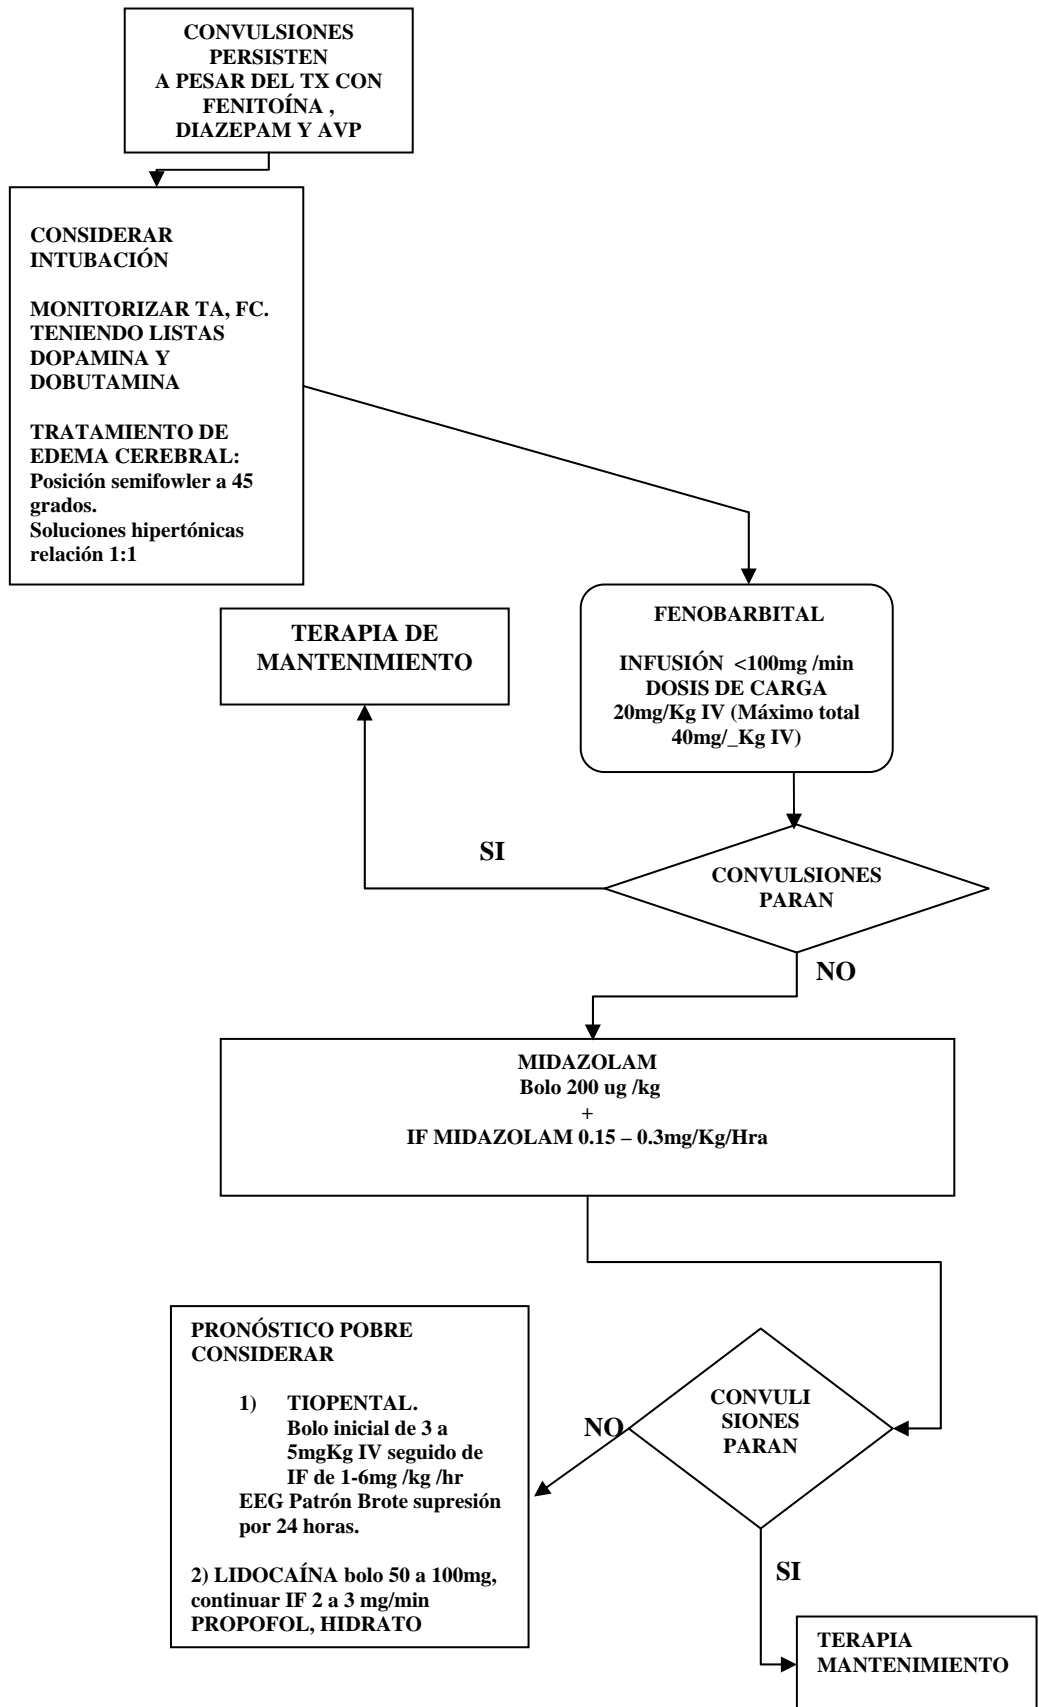 CONVULSIONES
PERSISTEN
A PESAR DEL TX CON
FENITOÍNA ,
DIAZEPAM Y AVP
CONSIDERAR
INTUBACIÓN
MONITORIZAR TA, FC.
TENIENDO LISTAS
DOPAMINA Y
DOBUTAMINA
TRATAMIENTO DE
EDEMA CEREBRAL:
Posición semifowler a 45
grados.
Soluciones hipertónicas
relación 1:1
FENOBARBITAL
INFUSIÓN <100mg /min
DOSIS DE CARGA
20mg/Kg IV (Máximo total
40mg/_Kg IV)
TERAPIA DE
MANTENIMIENTO
SI
CONVULSIONES
PARAN
NO
MIDAZOLAM
Bolo 200 ug /kg
+
IF MIDAZOLAM 0.15 – 0.3mg/Kg/Hra
CONVULI
SIONES
PARAN
NO
PRONÓSTICO POBRE
CONSIDERAR
1) TIOPENTAL.
Bolo inicial de 3 a
5mgKg IV seguido de
IF de 1-6mg /kg /hr
EEG Patrón Brote supresión
por 24 horas.
2) LIDOCAÍNA bolo 50 a 100mg,
continuar IF 2 a 3 mg/min
PROPOFOL, HIDRATO
SI
TERAPIA
MANTENIMIENTO